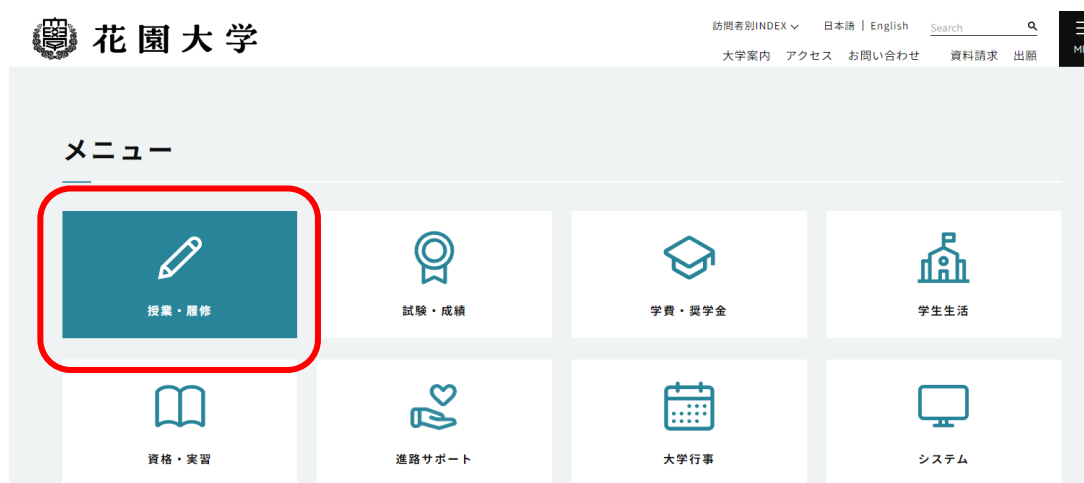 花園大学
訪問者別INDEX 日本語 | English Search
大学案内 アクセス お問い合わせ 資料請求 出願
メニュー
授業・履修 試験・成績 学費・奨学金 学生生活
資格・実習 進路サポート 大学行事 システム